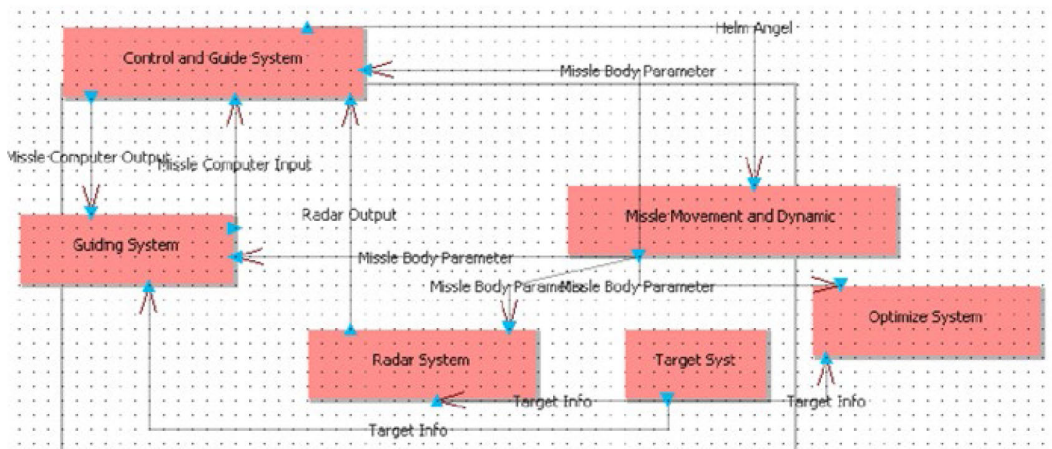 Helm Angel
Control and Guide System
Missle Body Parameter
Missle Computer Output
Missle Computer Input
Radar Output
Missle Movement and Dynamic
Guiding System
Missle Body Parameter
Missle Body Parameter
Missle Body Parameter
Optimize System
Radar System
Target Syst
Target Info
Target Info
Target Info